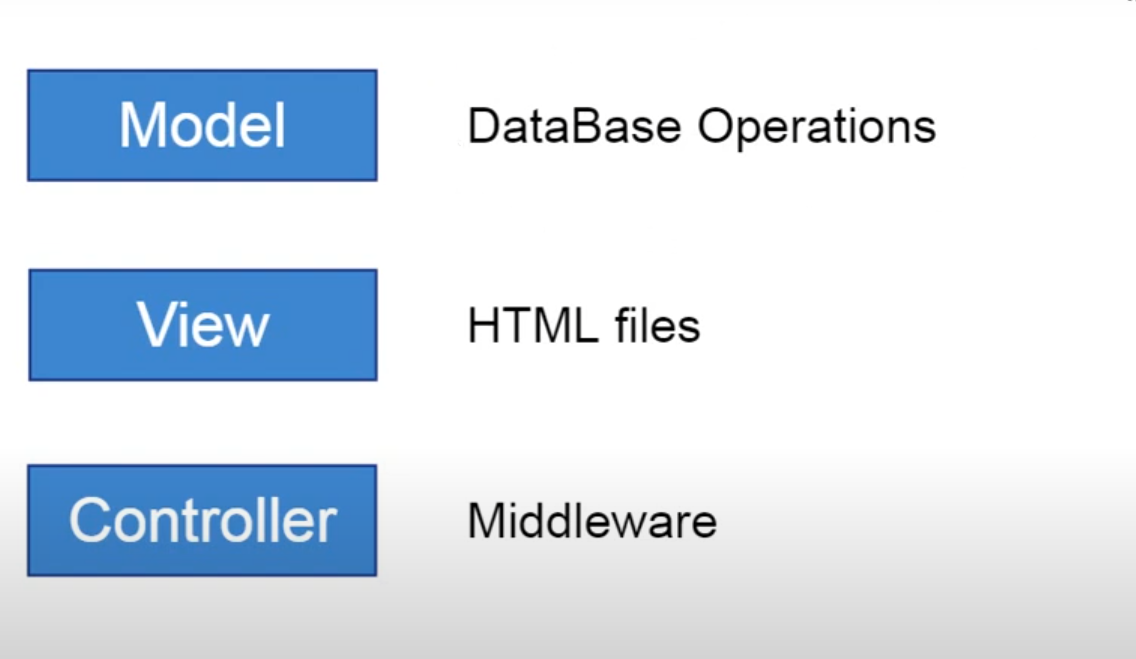 Model DataBase Operations
View HTML files
Controller Middleware